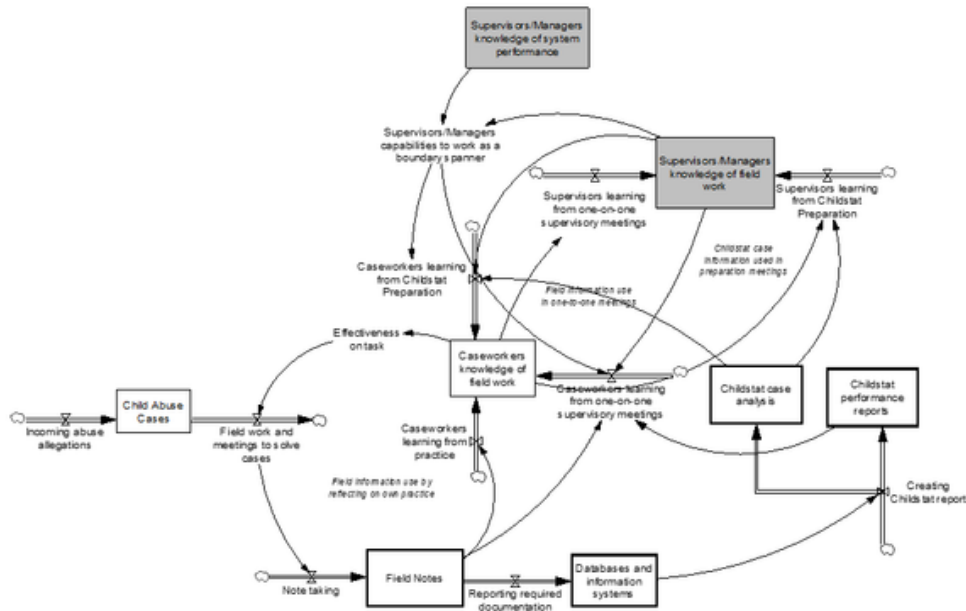 Supervisors/Managers
knowledge of system
performance
Supervisors/Managers
capabilities to work as a
boundary spanner
Supervisors/Managers
knowledge of field
work
Supervisors learning
from one-on-one
supervisory meetings
Supervisors learning
from Childstat
Preparation
Childstat case
information used in
preparation meetings
Caseworkers learning
from Childstat
Preparation
Field information use
in one-to-one meetings
Effectiveness
on task
Caseworkers
knowledge of
field work
Caseworkers learning
from one-on-one
supervisory meetings
Childstat case
analysis
Childstat
performance
reports
Child Abuse
Cases
Incoming abuse
allegations
Field work and
meetings to solve
cases
Caseworkers
learning from
practice
Field information use by
reflecting on own practice
Creating
Childstat report
Note taking
Field Notes
Reporting required
documentation
Databases and
information
systems